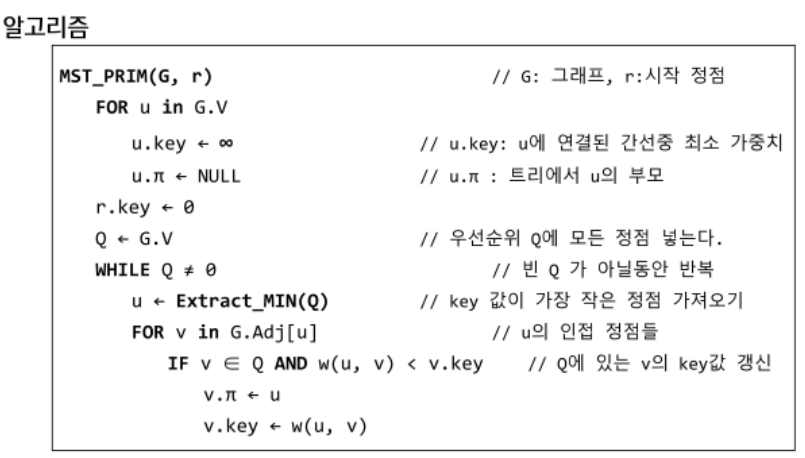 알고리즘
MST_PRIM(G, r) // G: 그래프, r:시작 정점
FOR u in G.V
u.key ← ∞ // u.key: u에 연결된 간선중 최소 가중치
u.π ← NULL // u.π : 트리에서 u의 부모
r.key ← 0
Q ← G.V // 우선순위 Q에 모든 정점 넣는다.
WHILE Q ≠ 0 // 빈 Q 가 아닐동안 반복
u ← Extract_MIN(Q) // key 값이 가장 작은 정점 가져오기
FOR v in G.Adj[u] // u의 인접 정점들
IF v ∈ Q AND w(u, v) < v.key // Q에 있는 v의 key값 갱신
v.π ← u
v.key ← w(u, v)